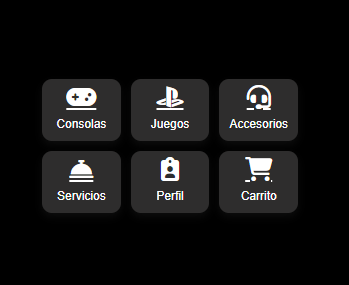 Consolas
Juegos
Accesorios
Servicios
Perfil
Carrito